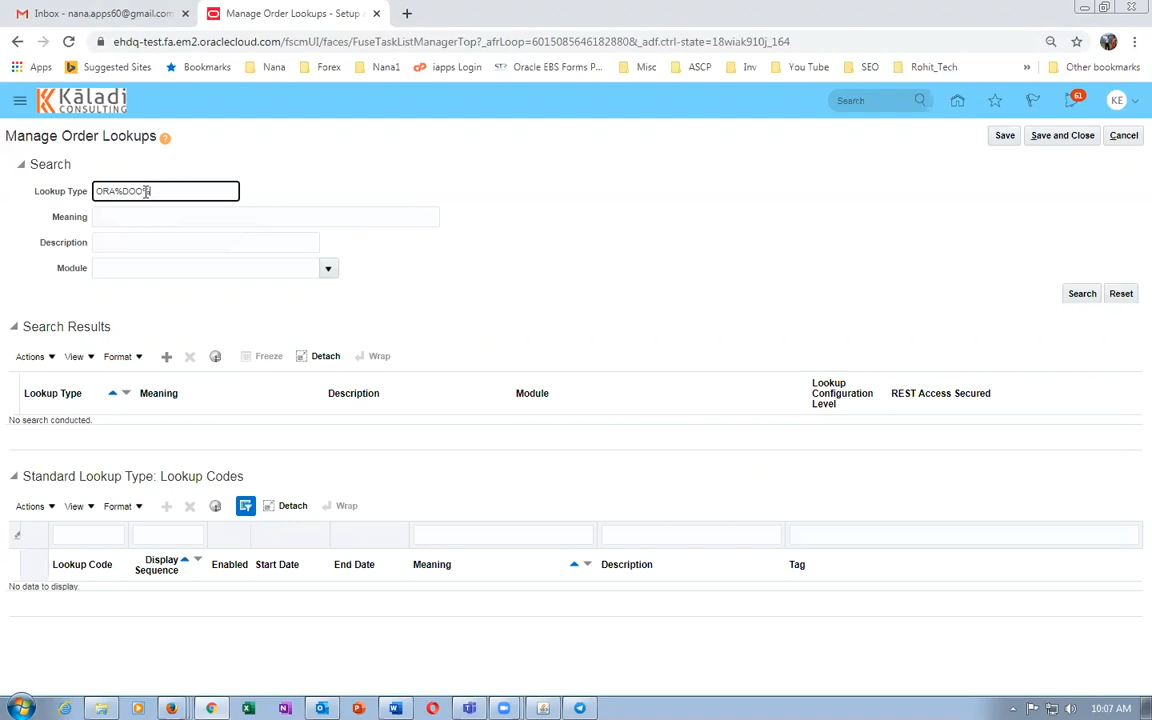 Inbox - nana.apps60@gmail.com
Manage Order Lookups - Setup
ehdq-test.fa.em2.oraclecloud.com/fscmUI/faces/FuseTaskListManagerTop?_afrLoop=6015085646182880&_adf.ctrl-state=18wiak910j_164
Apps
Suggested Sites
Bookmarks
Nana
Forex
Nana1
iapps Login
Oracle EBS Forms P...
Misc
ASCP
Inv
You Tube
SEO
Rohit_Tech
»
Other bookmarks
Kāladi
CONSULTING
Search
61
KE
Manage Order Lookups
Save
Save and Close
Cancel
Search
Lookup Type
ORA%DOO%
Meaning
Description
Module
Search
Reset
Search Results
Actions
View
Format
Freeze
Detach
Wrap
Lookup Type
Meaning
Description
Module
Lookup
Configuration
Level
REST Access Secured
No search conducted.
Standard Lookup Type: Lookup Codes
Actions
View
Format
Detach
Wrap
Lookup Code
Display
Sequence
Enabled
Start Date
End Date
Meaning
Description
Tag
No data to display.
10:07 AM